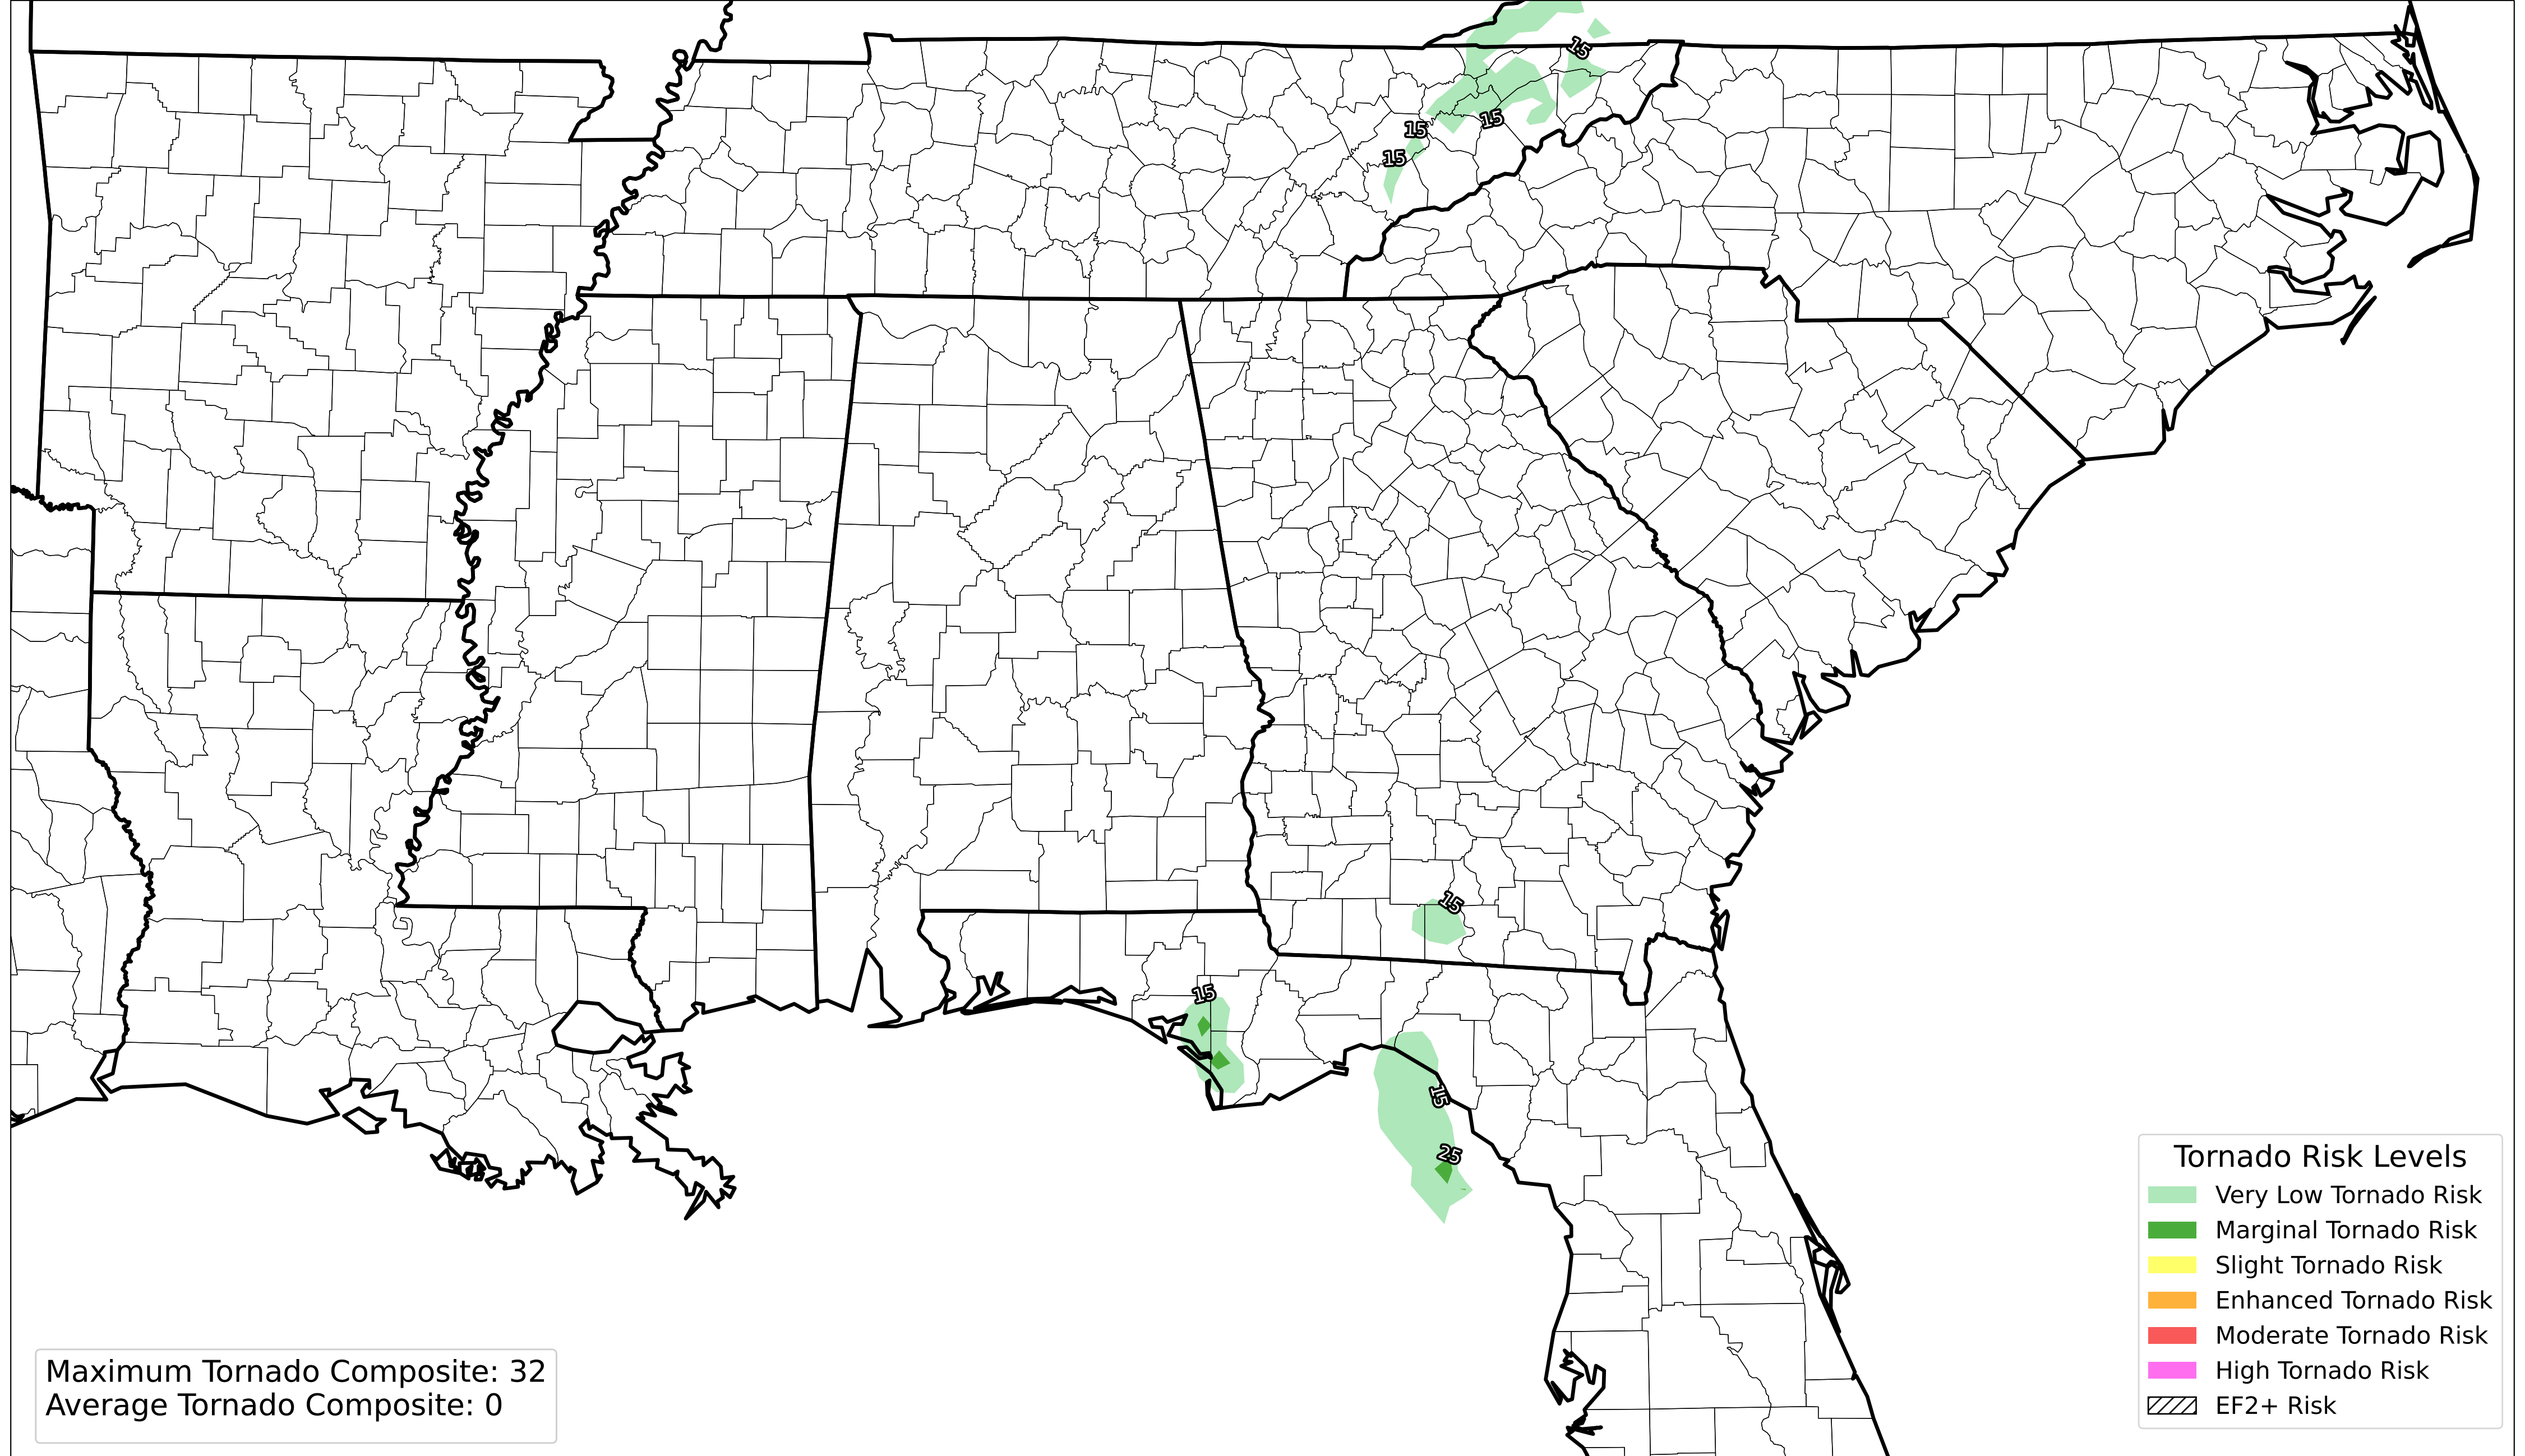 15
15
15
15
15
15
15
25
Tornado Risk Levels
Very Low Tornado Risk
Marginal Tornado Risk
Slight Tornado Risk
Enhanced Tornado Risk
Moderate Tornado Risk
High Tornado Risk
EF2+ Risk
Maximum Tornado Composite: 32
Average Tornado Composite: 0